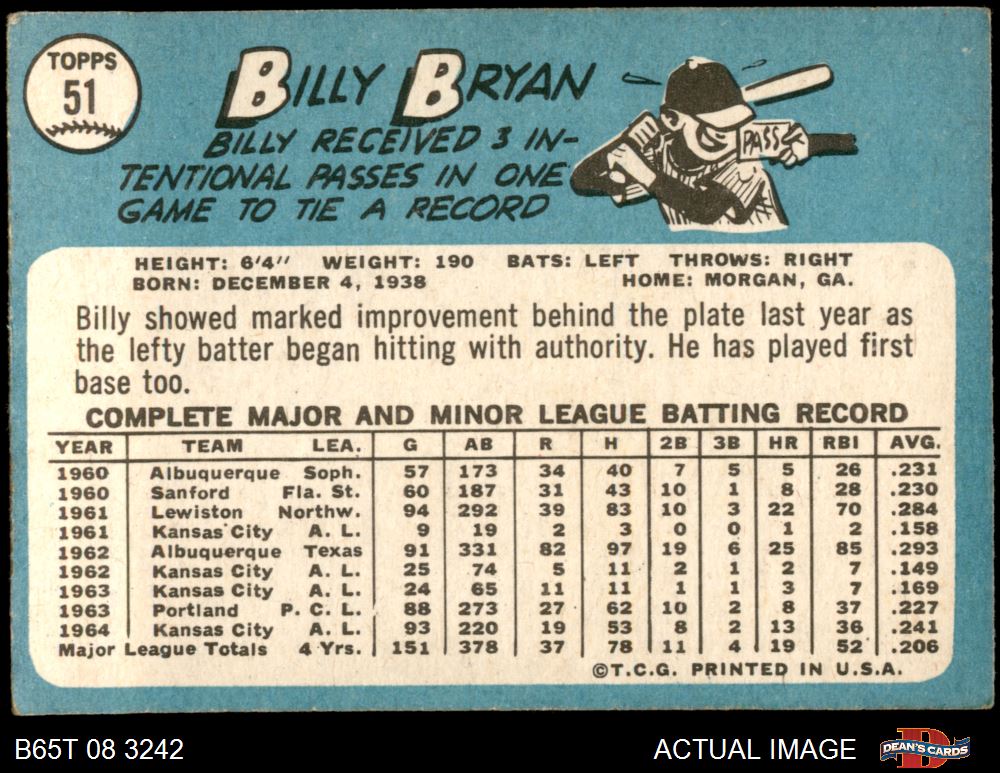 TOPPS
51
BILLY BRYAN
BILLY RECEIVED 3 IN-
TENTIONAL PASSES IN ONE
GAME TO TIE A RECORD
PASS
HEIGHT: 6'4" WEIGHT: 190 BATS: LEFT THROWS: RIGHT
BORN: DECEMBER 4, 1938 HOME: MORGAN, GA.
Billy showed marked improvement behind the plate last year as
the lefty batter began hitting with authority. He has played first
base too.
COMPLETE MAJOR AND MINOR LEAGUE BATTING RECORD
YEAR TEAM LEA. G AB R H 2B 3B HR RBI AVG.
1960 Albuquerque Soph. 57 173 34 40 7 5 5 26 .231
1960 Sanford Fla. St. 60 187 31 43 10 1 8 28 .230
1961 Lewiston Northw. 94 292 39 83 10 3 22 70 .284
1961 Kansas City A. L. 9 19 2 3 0 0 1 2 .158
1962 Albuquerque Texas 91 331 82 97 19 6 25 85 .293
1962 Kansas City A. L. 25 74 5 11 2 1 2 7 .149
1963 Kansas City A. L. 24 65 11 11 1 1 3 7 .169
1963 Portland P. C. L. 88 273 27 62 10 2 8 37 .227
1964 Kansas City A. L. 93 220 19 53 8 2 13 36 .241
Major League Totals 4 Yrs. 151 378 37 78 11 4 19 52 .206
©T.C.G. PRINTED IN U.S.A.
B65T 08 3242 ACTUAL IMAGE DEAN'S CARDS